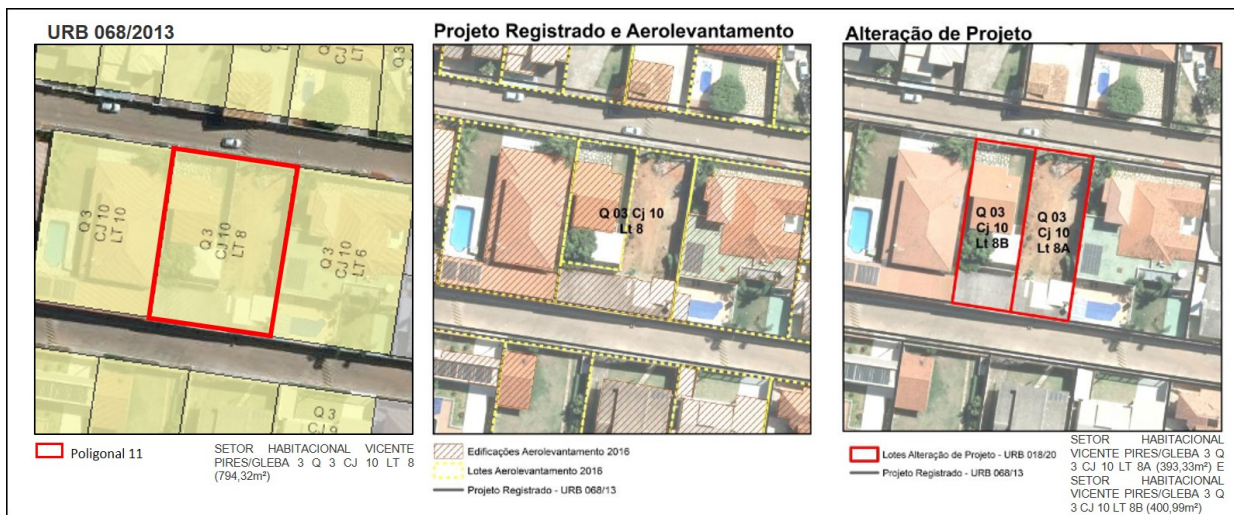 URB 068/2013
Q 3
CJ 10
LT 10
Q 3
CJ 10
LT 8
Q 3
CJ 10
LT 6
Q 3
Poligonal 11
SETOR HABITACIONAL VICENTE
PIRES/GLEBA 3 Q 3 CJ 10 LT 8
(794,32m²)
Projeto Registrado e Aerolevantamento
Q 03 Cj 10
Lt 8
Edificações Aerolevantamento 2016
Lotes Aerolevantamento 2016
Projeto Registrado - URB 068/13
Alteração de Projeto
Q 03
Cj 10
Lt 8B
Q 03
Cj 10
Lt 8A
Lotes Alteração de Projeto - URB 018/20
Projeto Registrado - URB 068/13
SETOR HABITACIONAL
VICENTE PIRES/GLEBA 3 Q
3 CJ 10 LT 8A (393,33m²) E
SETOR HABITACIONAL
VICENTE PIRES/GLEBA 3 Q
3 CJ 10 LT 8B (400,99m²)